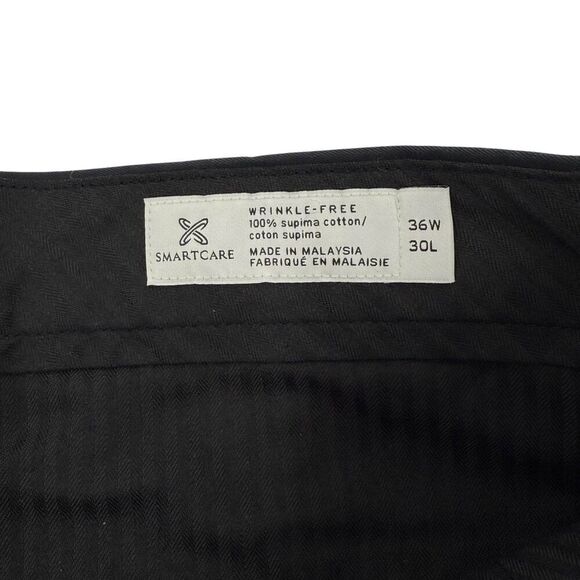 SMARTCARE
WRINKLE-FREE
100% supima cotton/
coton supima
MADE IN MALAYSIA
FABRIQUÉ EN MALAISIE
36W
30L